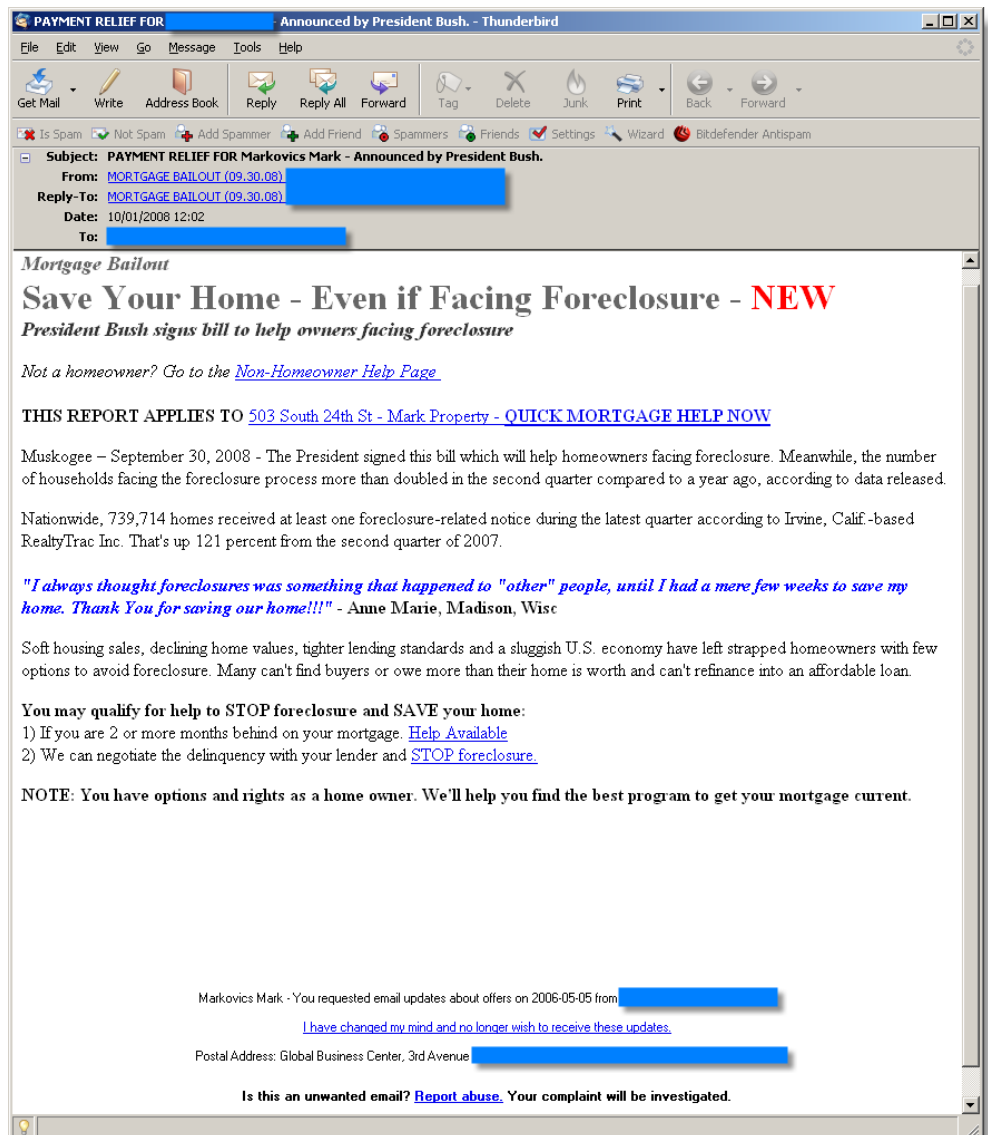 PAYMENT RELIEF FOR - Announced by President Bush. - Thunderbird
File Edit View Go Message Tools Help
Get Mail Write Address Book Reply Reply All Forward Tag Delete Junk Print Back Forward
Is Spam Not Spam Add Spammer Add Friend Spammers Friends Settings Wizard Bitdefender Antispam
Subject: PAYMENT RELIEF FOR Markovics Mark - Announced by President Bush.
From: MORTGAGE BAILOUT (09.30.08)
Reply-To: MORTGAGE BAILOUT (09.30.08)
Date: 10/01/2008 12:02
To:
Mortgage Bailout
Save Your Home - Even if Facing Foreclosure - NEW
President Bush signs bill to help owners facing foreclosure
Not a homeowner? Go to the Non-Homeowner Help Page
THIS REPORT APPLIES TO 503 South 24th St - Mark Property - QUICK MORTGAGE HELP NOW
Muskogee – September 30, 2008 - The President signed this bill which will help homeowners facing foreclosure. Meanwhile, the number
of households facing the foreclosure process more than doubled in the second quarter compared to a year ago, according to data released.
Nationwide, 739,714 homes received at least one foreclosure-related notice during the latest quarter according to Irvine, Calif.-based
RealtyTrac Inc. That's up 121 percent from the second quarter of 2007.
"I always thought foreclosures was something that happened to "other" people, until I had a mere few weeks to save my
home. Thank You for saving our home!!!" - Anne Marie, Madison, Wisc
Soft housing sales, declining home values, tighter lending standards and a sluggish U.S. economy have left strapped homeowners with few
options to avoid foreclosure. Many can't find buyers or owe more than their home is worth and can't refinance into an affordable loan.
You may qualify for help to STOP foreclosure and SAVE your home:
1) If you are 2 or more months behind on your mortgage. Help Available
2) We can negotiate the delinquency with your lender and STOP foreclosure.
NOTE: You have options and rights as a home owner. We'll help you find the best program to get your mortgage current.
Markovics Mark - You requested email updates about offers on 2006-05-05 from
I have changed my mind and no longer wish to receive these updates.
Postal Address: Global Business Center, 3rd Avenue
Is this an unwanted email? Report abuse. Your complaint will be investigated.